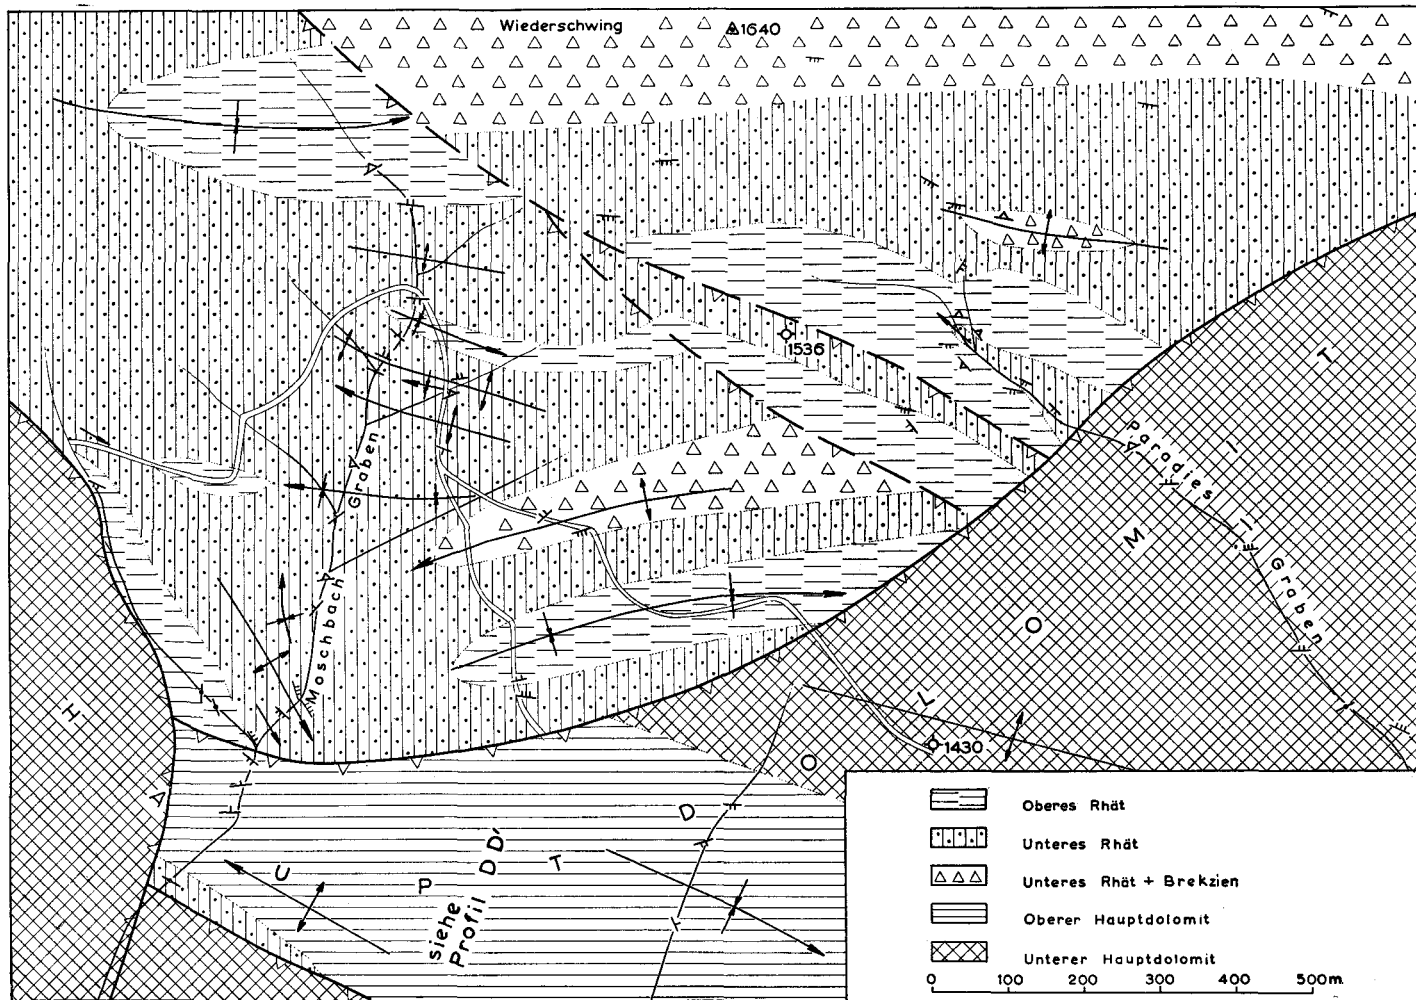 Wiederschwing
1640
1536
Moschbach Graben
Paradies Graben
1430
HAUPTDOLOMIT
siehe
Profil DD'
Oberes Rhät
Unteres Rhät
Unteres Rhät + Brekzien
Oberer Hauptdolomit
Unterer Hauptdolomit
0 100 200 300 400 500m